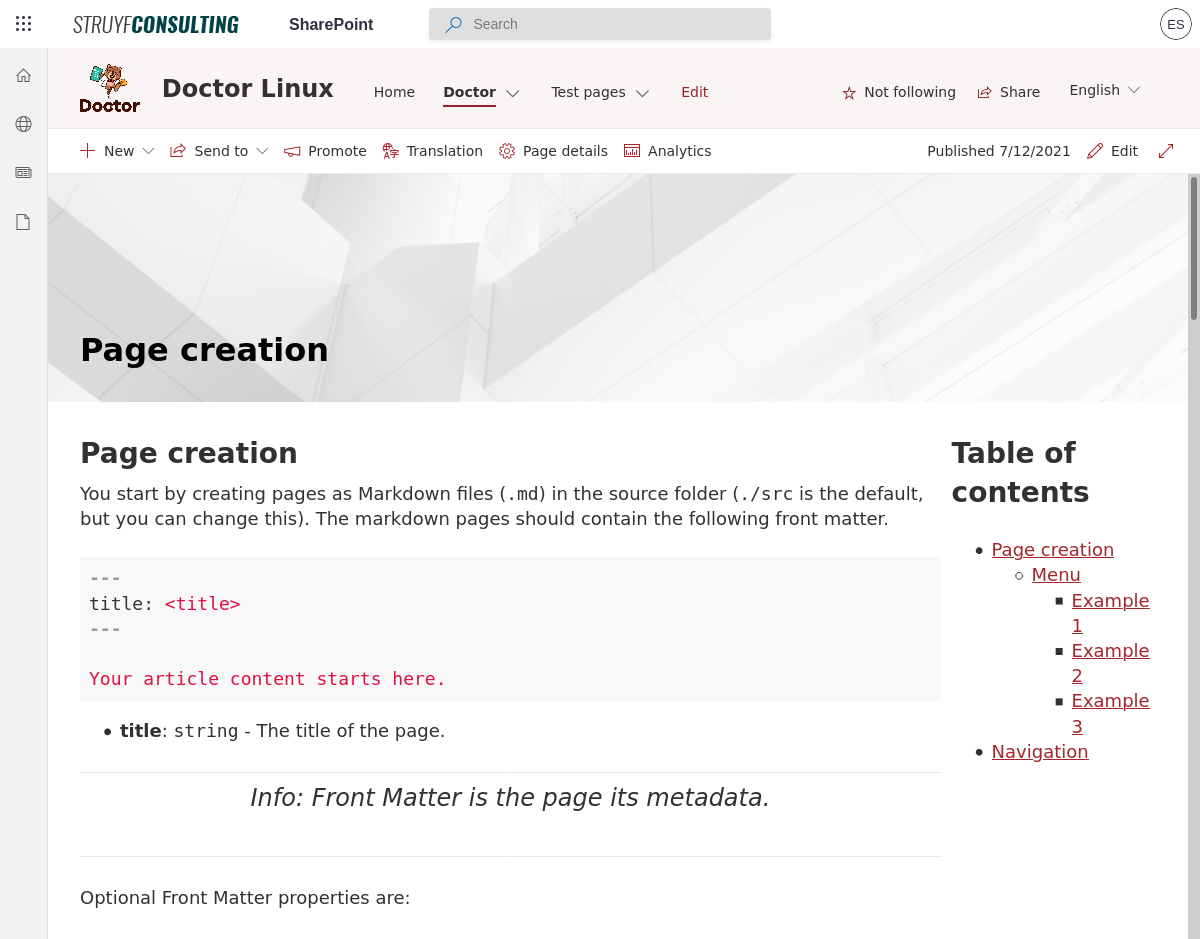 STRUYFCONSULTING
SharePoint
Search
ES
Doctor
Doctor Linux
Home
Doctor
Test pages
Edit
Not following
Share
English
New
Send to
Promote
Translation
Page details
Analytics
Published 7/12/2021
Edit
Page creation
Page creation
You start by creating pages as Markdown files (.md) in the source folder (./src is the default,
but you can change this). The markdown pages should contain the following front matter.
---
title: <title>
---
Your article content starts here.
title: string - The title of the page.
Info: Front Matter is the page its metadata.
Optional Front Matter properties are:
Table of
contents
Page creation
Menu
Example
1
Example
2
Example
3
Navigation